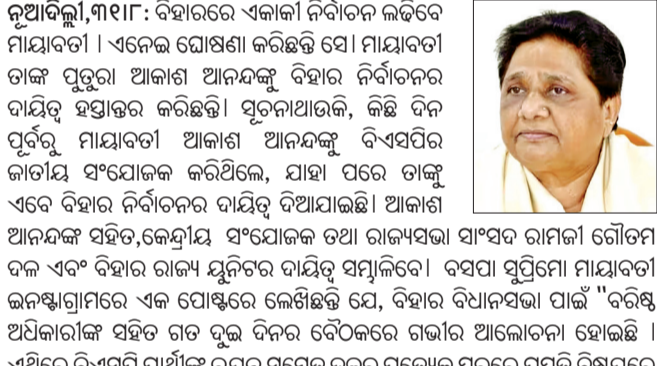 ନୂଆଦିଲ୍ଲୀ,୩୧।୮: ବିହାରରେ ଏକାକୀ ନିର୍ବାଚନ ଲଢିବେ
ମାୟାବତୀ । ଏନେଇ ଘୋଷଣା କରିଛନ୍ତି ସେ। ମାୟାବତୀ
ତାଙ୍କ ପୁତୁରା ଆକାଶ ଆନନ୍ଦଙ୍କୁ ବିହାର ନିର୍ବାଚନର
ଦାୟିତ୍ୱ ହସ୍ତାନ୍ତର କରିଛନ୍ତି। ସୂଚନାଥାଉକି, କିଛି ଦିନ
ପୂର୍ବରୁ ମାୟାବତୀ ଆକାଶ ଆନନ୍ଦଙ୍କୁ ବିଏସପିର
ଜାତୀୟ ସଂଯୋଜକ କରିଥିଲେ, ଯାହା ପରେ ତାଙ୍କୁ
ଏବେ ବିହାର ନିର୍ବାଚନର ଦାୟିତ୍ୱ ଦିଆଯାଇଛି। ଆକାଶ
ଆନନ୍ଦଙ୍କ ସହିତ,କେନ୍ଦ୍ରୀୟ ସଂଯୋଜକ ତଥା ରାଜ୍ୟସଭା ସାଂସଦ ରାମଜୀ ଗୌତମ
ଦଳ ଏବଂ ବିହାର ରାଜ୍ୟ ୟୁନିଟର ଦାୟିତ୍ୱ ସମ୍ଭାଳିବେ। ବସପା ସୁପ୍ରିମୋ ମାୟାବତୀ
ଇନଷ୍ଟାଗ୍ରାମରେ ଏକ ପୋଷ୍ଟରେ ଲେଖିଛନ୍ତି ଯେ, ବିହାର ବିଧାନସଭା ପାଇଁ "ବରିଷ୍ଠ
ଅଧିକାରୀଙ୍କ ସହିତ ଗତ ଦୁଇ ଦିନର ବୈଠକରେ ଗଭୀର ଆଲୋଚନା ହୋଇଛି ।